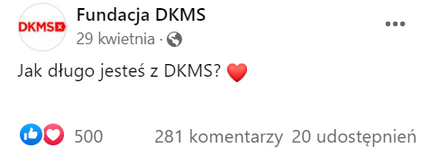 DKMS
Fundacja DKMS
29 kwietnia ·
Jak długo jesteś z DKMS? ❤️
500 281 komentarzy 20 udostępnień